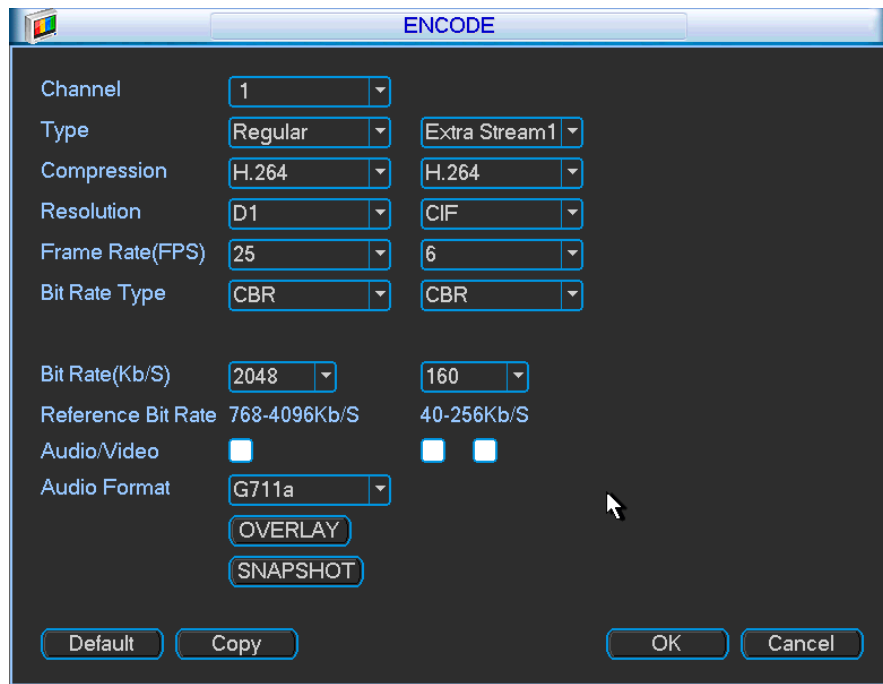 ENCODE
Channel 1
Type Regular Extra Stream1
Compression H.264 H.264
Resolution D1 CIF
Frame Rate(FPS) 25 6
Bit Rate Type CBR CBR
Bit Rate(Kb/S) 2048 160
Reference Bit Rate 768-4096Kb/S 40-256Kb/S
Audio/Video
Audio Format G711a
OVERLAY
SNAPSHOT
Default Copy OK Cancel